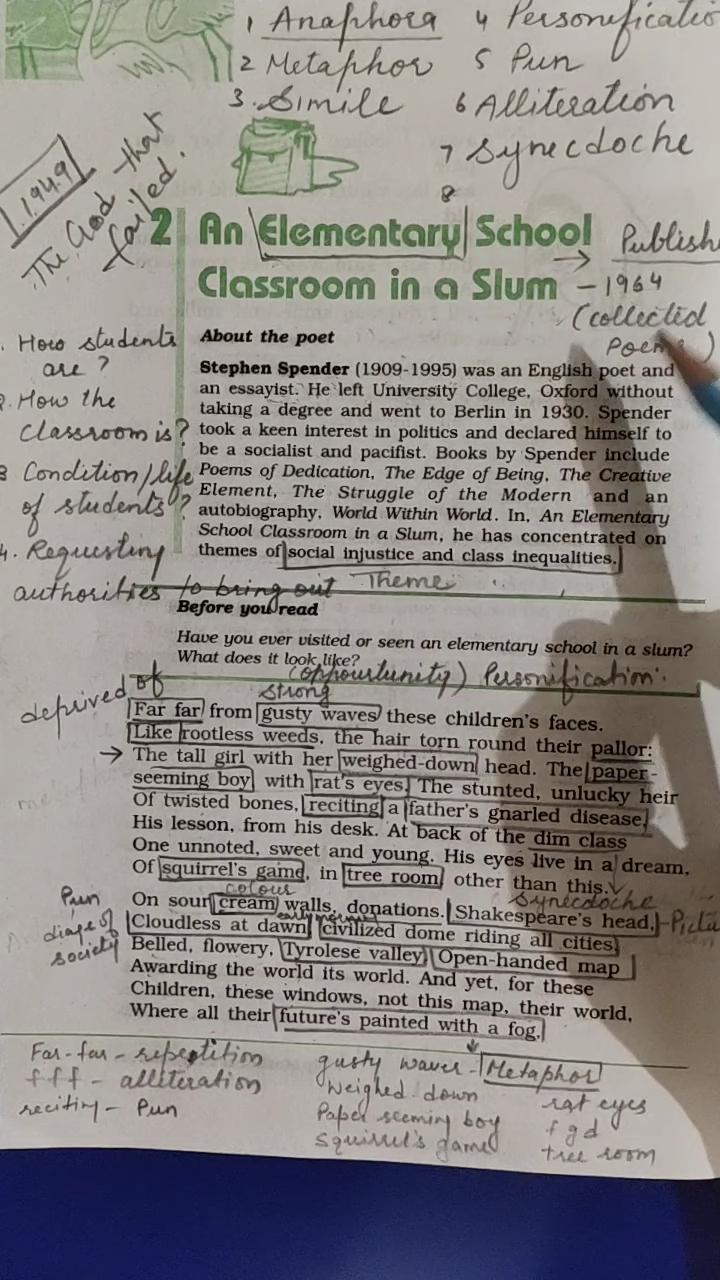 1 Anaphora 4 Personificatio
2 Metaphor 5 Pun
3. Simile 6 Alliteration
7 Synecdoche
8
1949
The God that
failed.
2 An Elementary School
Classroom in a Slum
→ Publish
- 1964
(collected
Poems)
. How students
are ?
2. How the
classroom is?
3 Condition/life
of students?
4. Requesting
authorities to bring out
About the poet
Stephen Spender (1909-1995) was an English poet and
an essayist. He left University College, Oxford without
taking a degree and went to Berlin in 1930. Spender
took a keen interest in politics and declared himself to
be a socialist and pacifist. Books by Spender include
Poems of Dedication, The Edge of Being, The Creative
Element, The Struggle of the Modern and an
autobiography, World Within World. In, An Elementary
School Classroom in a Slum, he has concentrated on
themes of social injustice and class inequalities.
Theme
Before you read
Have you ever visited or seen an elementary school in a slum?
What does it look like?
deprived of (oppourtunity) Personification
strong
Far far from gusty waves these children's faces.
Like rootless weeds, the hair torn round their pallor:
→ The tall girl with her weighed-down head. The paper-
seeming boy, with rat's eyes. The stunted, unlucky heir
Of twisted bones, reciting a father's gnarled disease,
His lesson, from his desk. At back of the dim class
One unnoted, sweet and young. His eyes live in a dream,
Of squirrel's game, in tree room, other than this.
colour Synecdoche
Pun
On sour cream walls, donations. Shakespeare's head, Pictu
early morning
Cloudless at dawn, civilized dome riding all cities.
society
Belled, flowery, Tyrolese valley. Open-handed map
Awarding the world its world. And yet, for these
Children, these windows, not this map, their world,
Where all their future's painted with a fog,
Far-far - repetition
fff - alliteration
reciting - Pun
gusty waves - Metaphor
Weighed down
Paper seeming boy
Squirrel's game
rat eyes
f g d
tree room